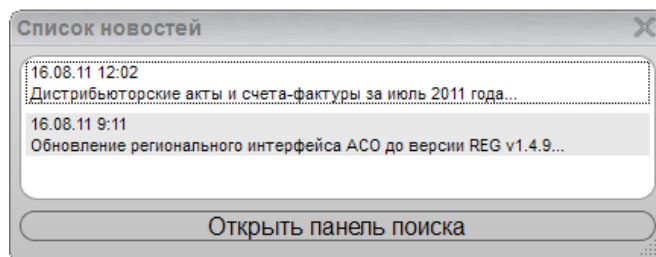 Список новостей
16.08.11 12:02
Дистрибьюторские акты и счета-фактуры за июль 2011 года...
16.08.11 9:11
Обновление регионального интерфейса АСО до версии REG v1.4.9...
Открыть панель поиска